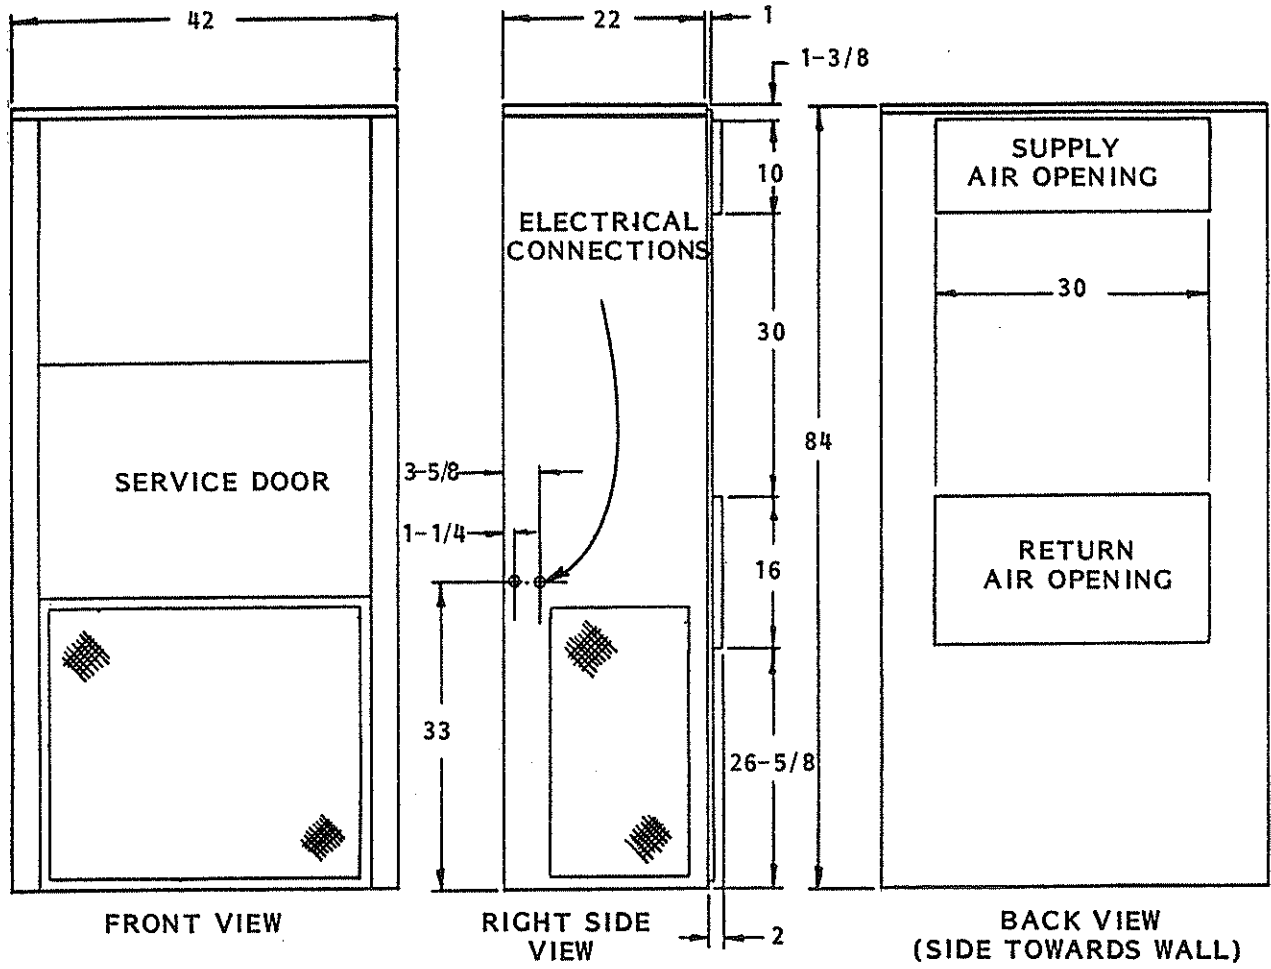 42
22
1
1-3/8
SUPPLY
AIR OPENING
10
ELECTRICAL
CONNECTIONS
30
30
84
3-5/8
SERVICE DOOR
1-1/4
RETURN
AIR OPENING
16
33
26-5/8
FRONT VIEW
RIGHT SIDE
VIEW
2
BACK VIEW
(SIDE TOWARDS WALL)